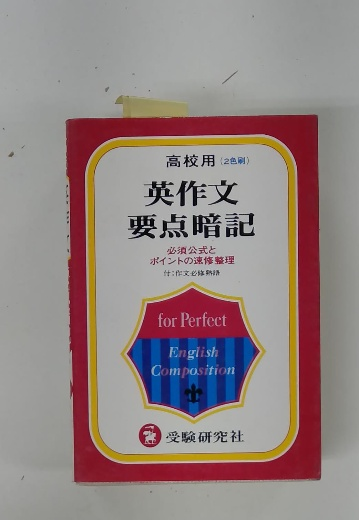 高校用(2色刷)
英作文
要点暗記
必須公式と
ポイントの速修整理
付:作文必修熟語
for Perfect
English
Composition
受験研究社